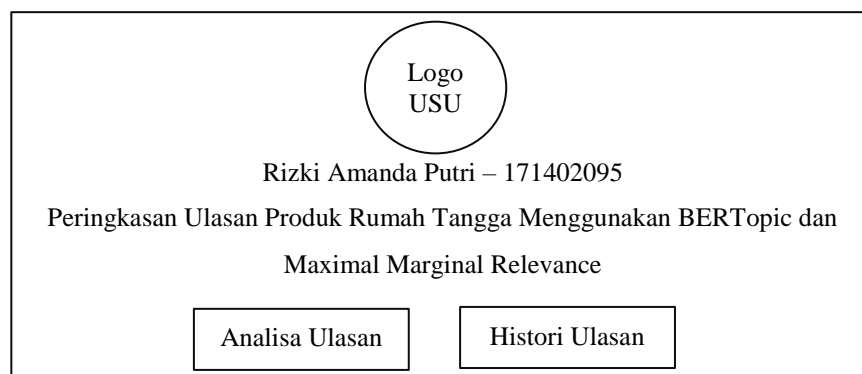 Logo
USU
Rizki Amanda Putri – 171402095
Peringkasan Ulasan Produk Rumah Tangga Menggunakan BERTopic dan
Maximal Marginal Relevance
Analisa Ulasan
Histori Ulasan